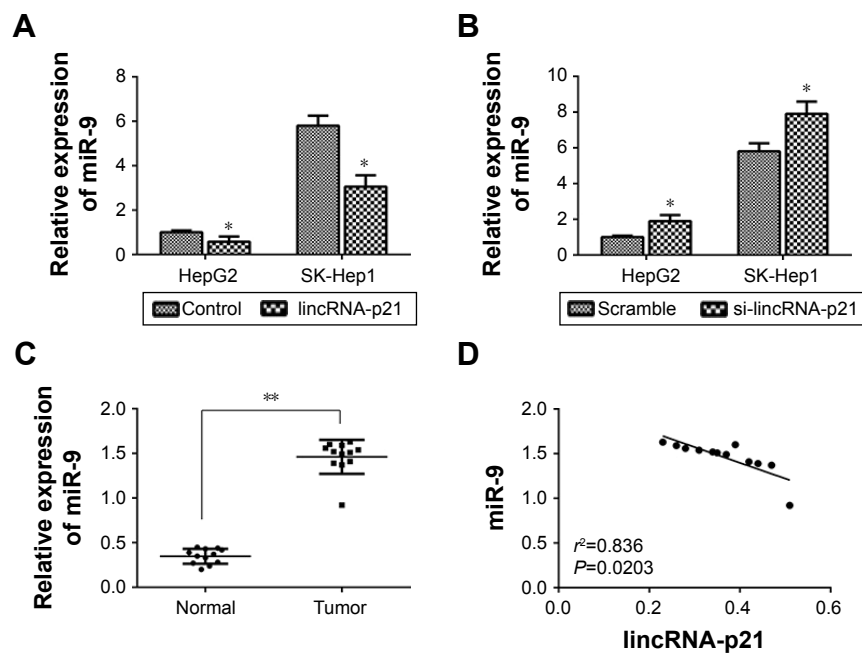 A
Relative expression
of miR-9
8
6
4
2
0
*
*
HepG2
SK-Hep1
Control
lincRNA-p21
B
Relative expression
of miR-9
10
8
6
4
2
0
*
*
HepG2
SK-Hep1
Scramble
si-lincRNA-p21
C
Relative expression
of miR-9
2.0
1.5
1.0
0.5
0.0
**
Normal
Tumor
D
miR-9
2.0
1.5
1.0
0.5
0.0
r²=0.836
P=0.0203
0.0
0.2
0.4
0.6
lincRNA-p21